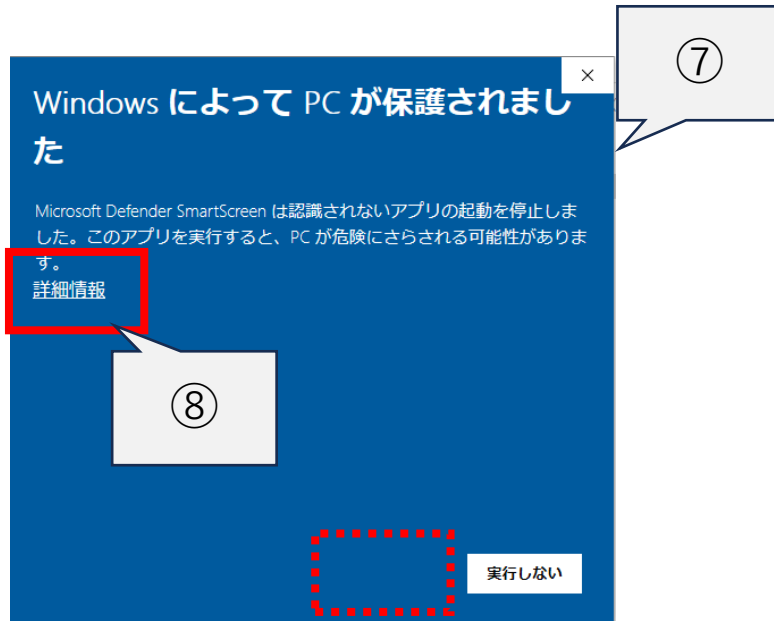 ⑦
×
Windows によって PC が保護されまし
た
Microsoft Defender SmartScreen は認識されないアプリの起動を停止しま
した。このアプリを実行すると、PC が危険にさらされる可能性がありま
す。
詳細情報
⑧
実行しない